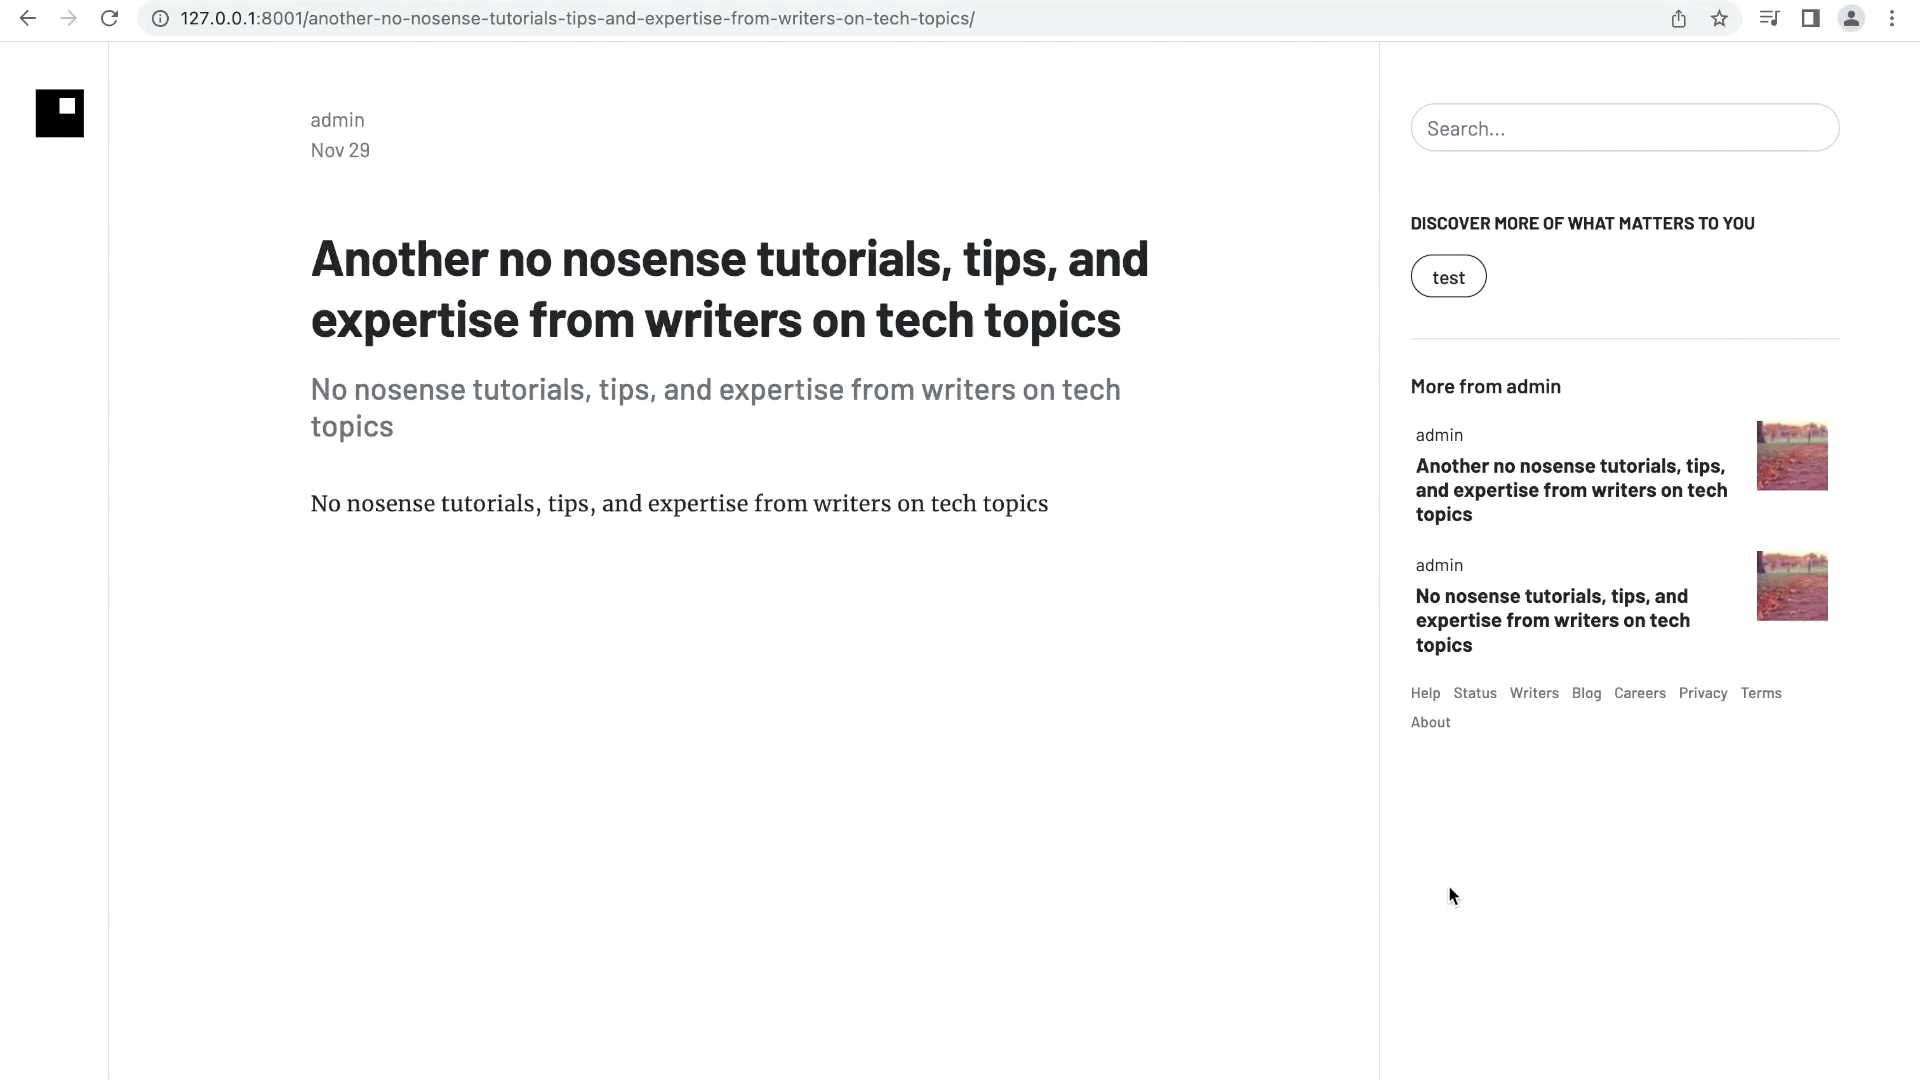 127.0.0.1:8001/another-no-nosense-tutorials-tips-and-expertise-from-writers-on-tech-topics/
admin
Nov 29
Another no nosense tutorials, tips, and
expertise from writers on tech topics
No nosense tutorials, tips, and expertise from writers on tech
topics
No nosense tutorials, tips, and expertise from writers on tech topics
Search...
DISCOVER MORE OF WHAT MATTERS TO YOU
test
More from admin
admin
Another no nosense tutorials, tips,
and expertise from writers on tech
topics
admin
No nosense tutorials, tips, and
expertise from writers on tech
topics
Help Status Writers Blog Careers Privacy Terms
About